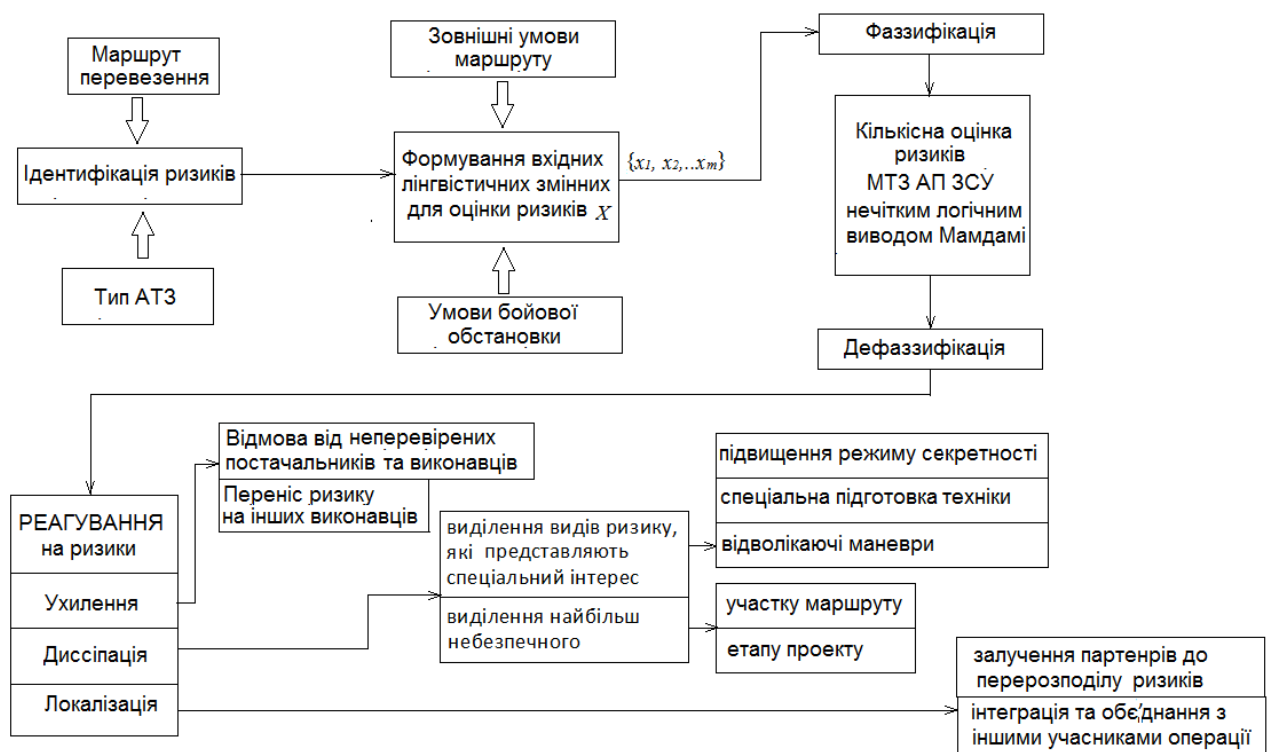 Маршрут
перевезення
Зовнішні умови
маршруту
Фаззифікація
Ідентифікація ризиків
Формування вхідних
лінгвістичних змінних
для оцінки ризиків X
{x1, x2,..xm}
Кількісна оцінка
ризиків
МТЗ АП ЗСУ
нечітким логічним
виводом Мамдамі
Тип АТЗ
Умови бойової
обстановки
Дефаззифікація
Відмова від неперевірених
постачальників та виконавців
Переніс ризику
на інших виконавців
РЕАГУВАННЯ
на ризики
Ухилення
Диссіпація
Локалізація
виділення видів ризику,
які представляють
спеціальний інтерес
виділення найбільш
небезпечного
підвищення режиму секретності
спеціальна підготовка техніки
відволікаючі маневри
участку маршруту
етапу проекту
залучення партенрів до
перерозподілу ризиків
інтеграція та обє'днання з
іншими учасниками операції